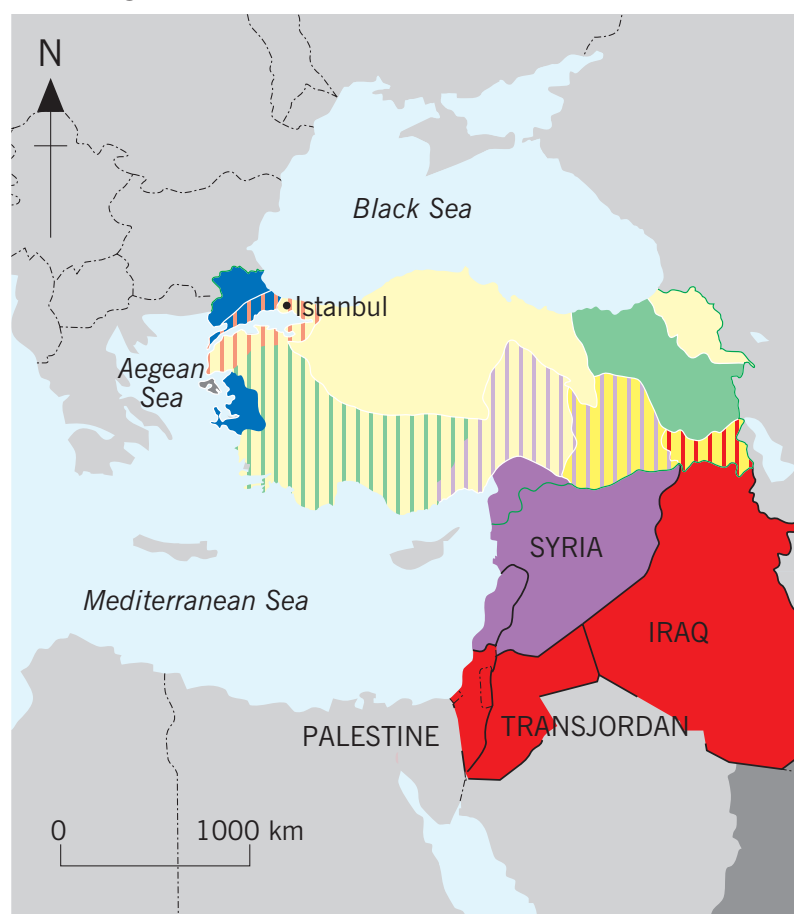 N
Black Sea
Istanbul
Aegean
Sea
SYRIA
Mediterranean Sea
IRAQ
PALESTINE
TRANSJORDAN
0 1000 km